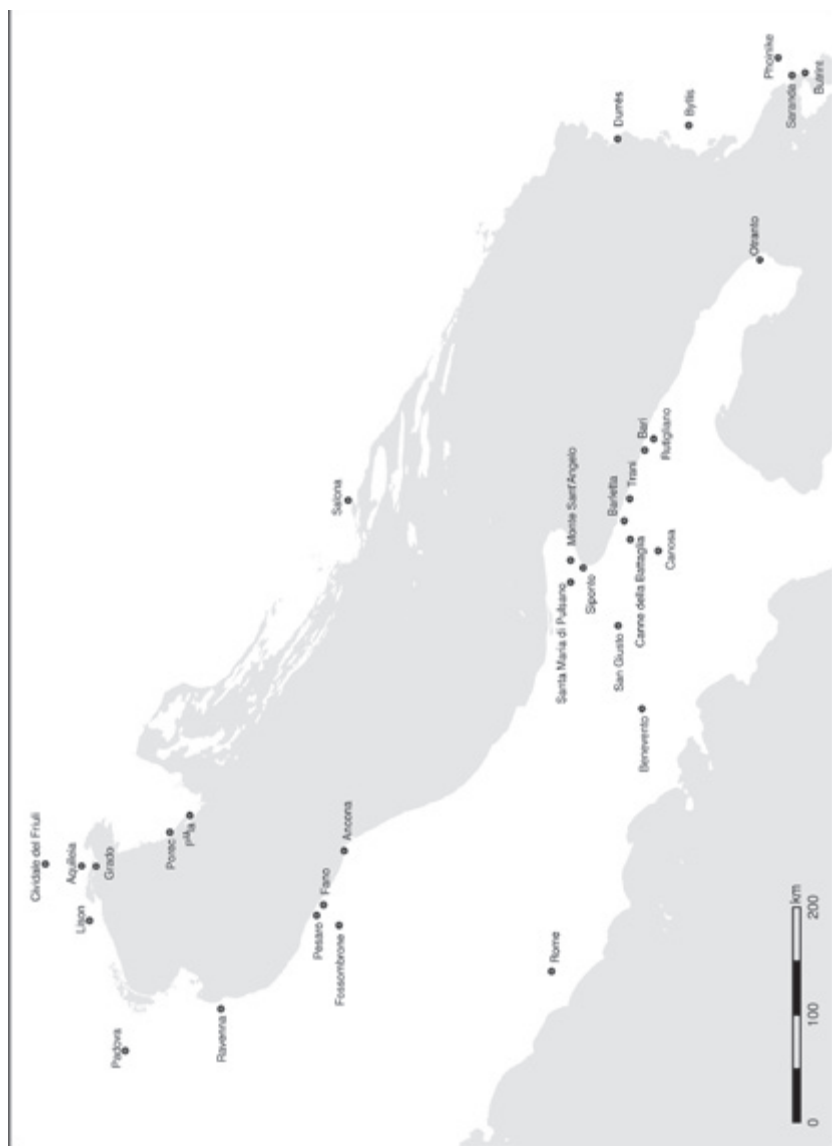 Cividale del Friuli
Aquileia
Grado
Lison
Padova
Ravenna
Poreč
Pula
Pesaro
Fano
Fossombrone
Ancona
Rome
Salona
Santa Maria di Pulsano
Monte Sant'Angelo
Siponto
San Giusto
Benevento
Barletta
Trani
Canne della Battaglia
Canosa
Bari
Rutigliano
Otranto
Durrës
Byllis
Phoinike
Saranda
Butrint
0
100
200
km